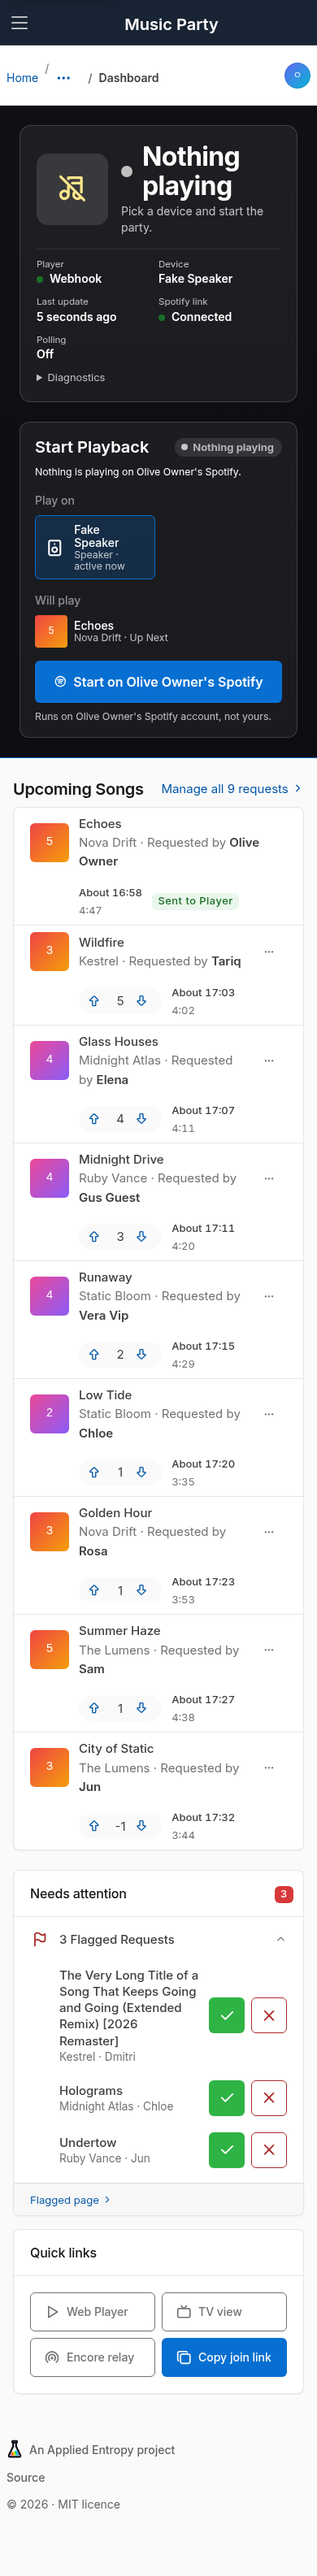 Music Party
Home / ••• / Dashboard
O
Nothing
playing
Pick a device and start the
party.
Player
Device
Webhook
Fake Speaker
Last update
Spotify link
5 seconds ago
Connected
Polling
Off
Diagnostics
Start Playback
Nothing playing
Nothing is playing on Olive Owner's Spotify.
Play on
Fake
Speaker
Speaker ·
active now
Will play
5
Echoes
Nova Drift · Up Next
Start on Olive Owner's Spotify
Runs on Olive Owner's Spotify account, not yours.
Upcoming Songs
Manage all 9 requests
5
Echoes
Nova Drift · Requested by Olive
Owner
About 16:58
4:47
Sent to Player
3
Wildfire
Kestrel · Requested by Tariq
5
About 17:03
4:02
4
Glass Houses
Midnight Atlas · Requested
by Elena
4
About 17:07
4:11
4
Midnight Drive
Ruby Vance · Requested by
Gus Guest
3
About 17:11
4:20
4
Runaway
Static Bloom · Requested by
Vera Vip
2
About 17:15
4:29
2
Low Tide
Static Bloom · Requested by
Chloe
1
About 17:20
3:35
3
Golden Hour
Nova Drift · Requested by
Rosa
1
About 17:23
3:53
5
Summer Haze
The Lumens · Requested by
Sam
1
About 17:27
4:38
3
City of Static
The Lumens · Requested by
Jun
-1
About 17:32
3:44
Needs attention
3
3 Flagged Requests
The Very Long Title of a
Song That Keeps Going
and Going (Extended
Remix) [2026
Remaster]
Kestrel · Dmitri
Holograms
Midnight Atlas · Chloe
Undertow
Ruby Vance · Jun
Flagged page
Quick links
Web Player
TV view
Encore relay
Copy join link
An Applied Entropy project
Source
© 2026 · MIT licence